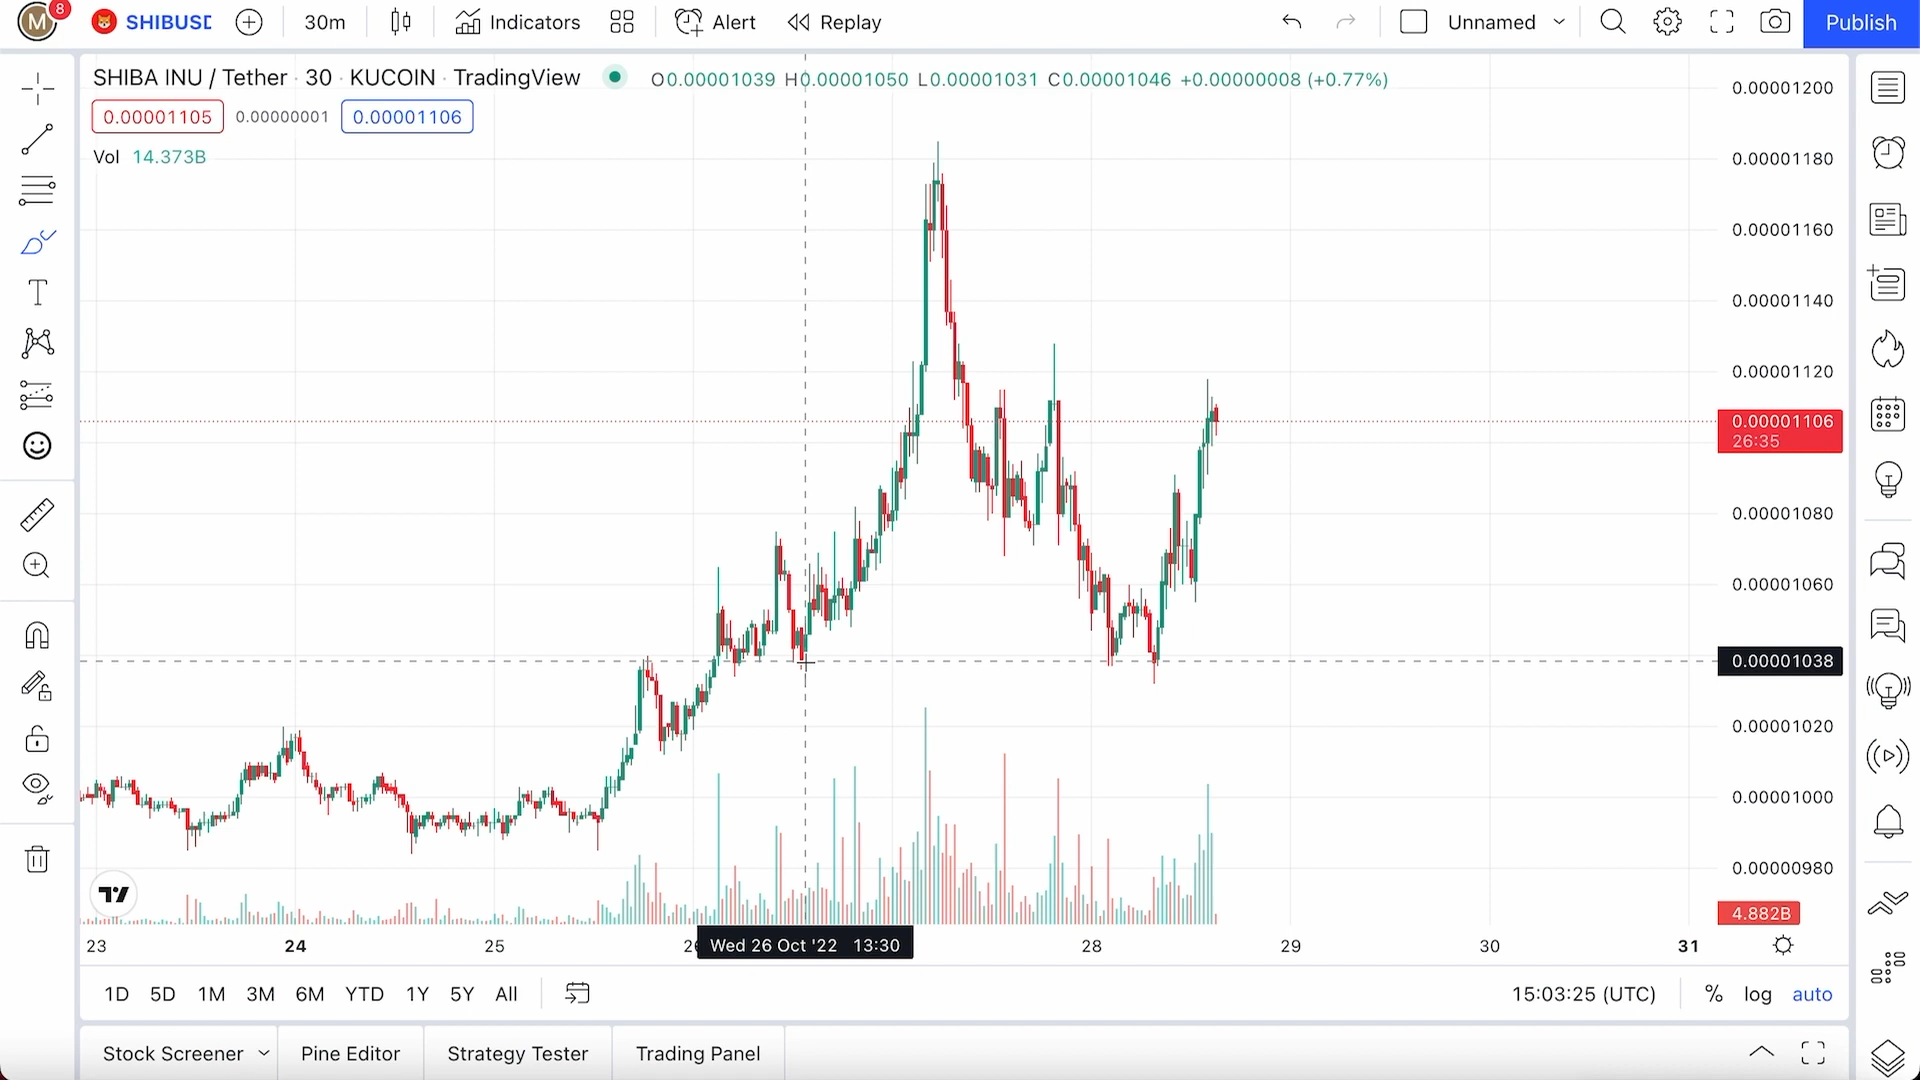 M 8 SHIBUSD 30m Indicators Alert Replay Unnamed Publish
SHIBA INU / Tether · 30 · KUCOIN · TradingView O0.00001039 H0.00001050 L0.00001031 C0.00001046 +0.00000008 (+0.77%)
0.00001105 0.00000001 0.00001106
Vol 14.373B
0.00001200
0.00001180
0.00001160
0.00001140
0.00001120
0.00001106
26:35
0.00001080
0.00001060
0.00001038
0.00001020
0.00001000
0.00000980
4.882B
23 24 25 26 Wed 26 Oct '22 13:30 28 29 30 31
1D 5D 1M 3M 6M YTD 1Y 5Y All 15:03:25 (UTC) % log auto
Stock Screener Pine Editor Strategy Tester Trading Panel